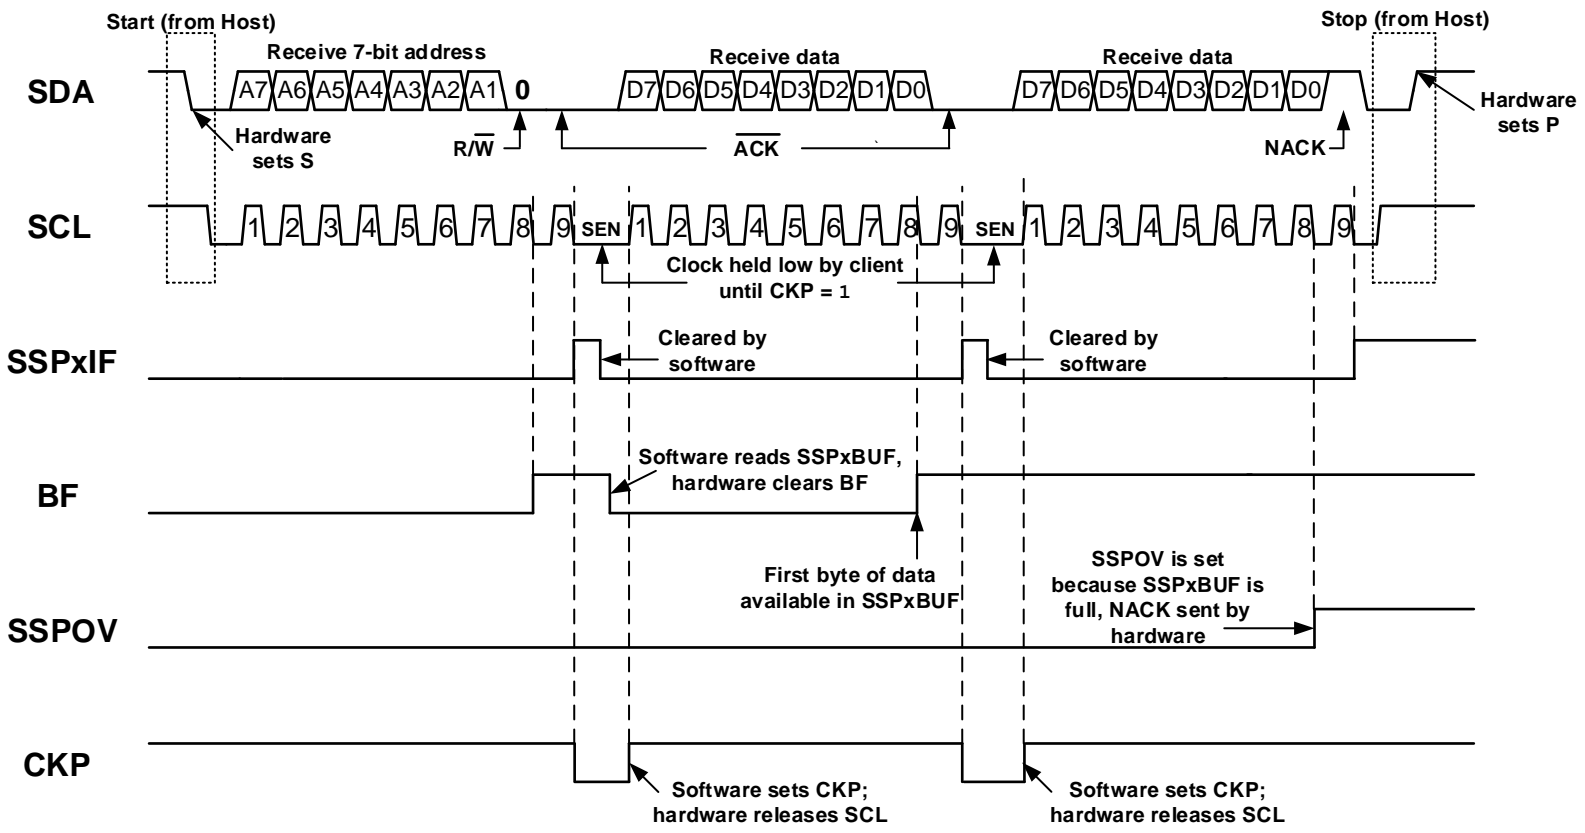 Start (from Host)
Stop (from Host)
Receive 7-bit address
Receive data
Receive data
SDA
A7 A6 A5 A4 A3 A2 A1 0
D7 D6 D5 D4 D3 D2 D1 D0
D7 D6 D5 D4 D3 D2 D1 D0
Hardware
sets S
R/W
ACK
NACK
Hardware
sets P
SCL
1 2 3 4 5 6 7 8 9 SEN 1 2 3 4 5 6 7 8 9 SEN 1 2 3 4 5 6 7 8 9
Clock held low by client
until CKP = 1
SSPxIF
Cleared by
software
Cleared by
software
BF
Software reads SSPxBUF,
hardware clears BF
First byte of data
available in SSPxBUF
SSPOV is set
because SSPxBUF is
full, NACK sent by
hardware
SSPOV
CKP
Software sets CKP;
hardware releases SCL
Software sets CKP;
hardware releases SCL